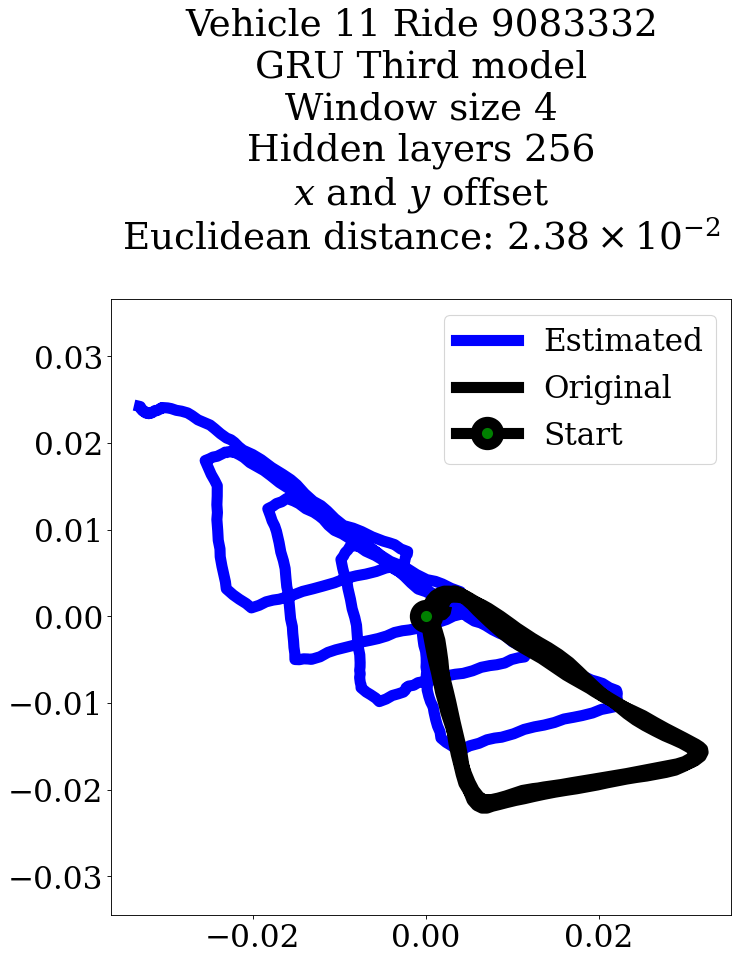 Vehicle 11 Ride 9083332
GRU Third model
Window size 4
Hidden layers 256
x and y offset
Euclidean distance: 2.38 × 10⁻²
Estimated
Original
Start
0.03
0.02
0.01
0.00
−0.01
−0.02
−0.03
−0.02 0.00 0.02